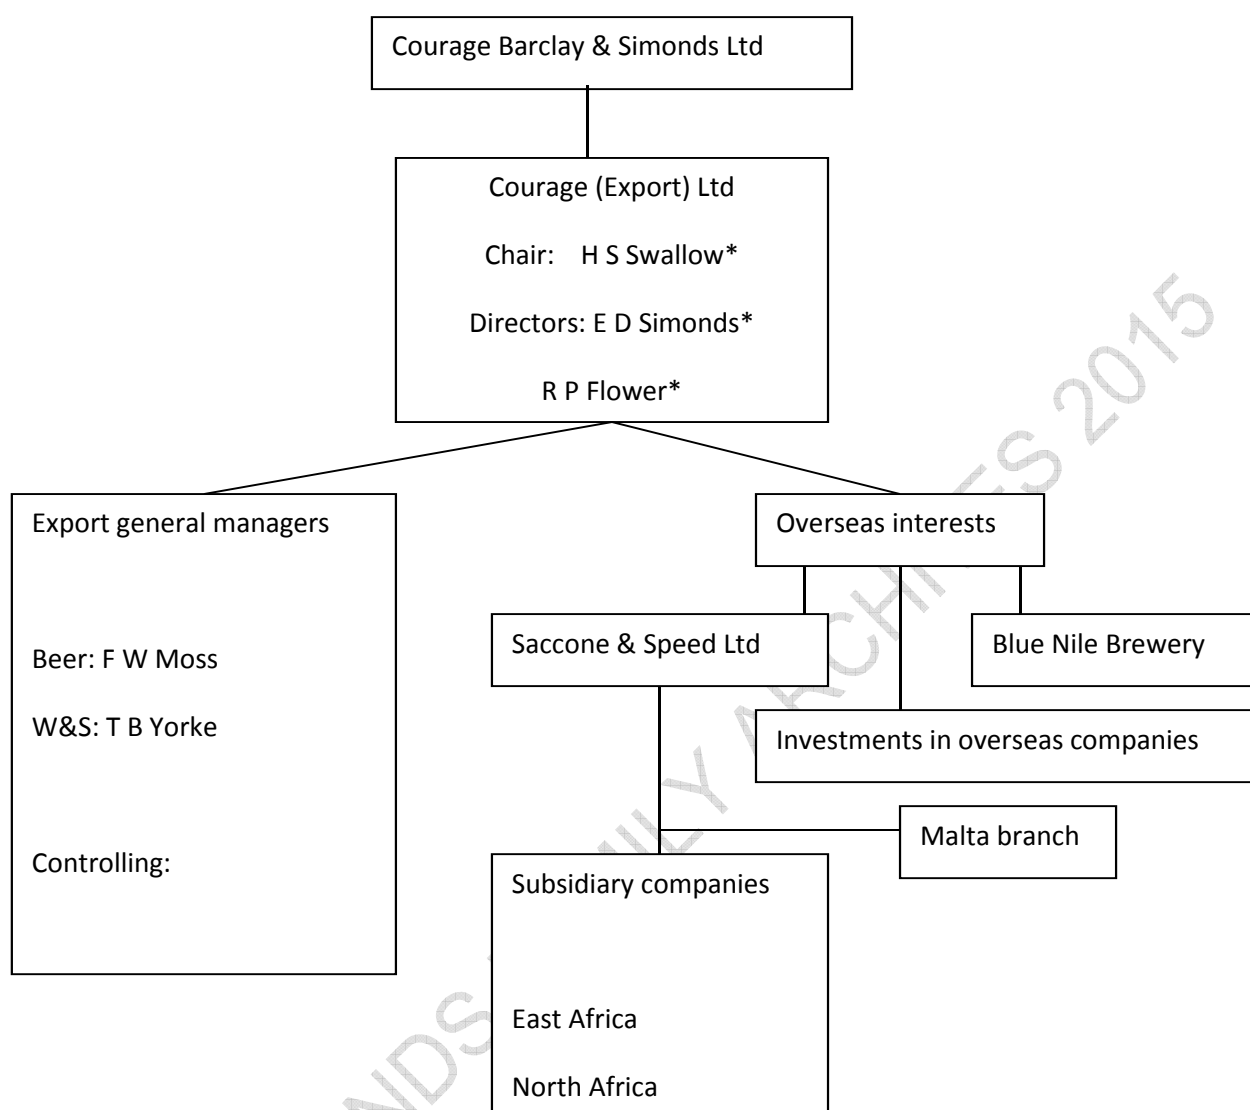 Courage Barclay & Simonds Ltd
Courage (Export) Ltd
Chair: H S Swallow*
Directors: E D Simonds*
R P Flower*
Export general managers
Beer: F W Moss
W&S: T B Yorke
Controlling:
Overseas interests
Saccone & Speed Ltd
Blue Nile Brewery
Investments in overseas companies
Malta branch
Subsidiary companies
East Africa
North Africa
ARCHIVES 2015